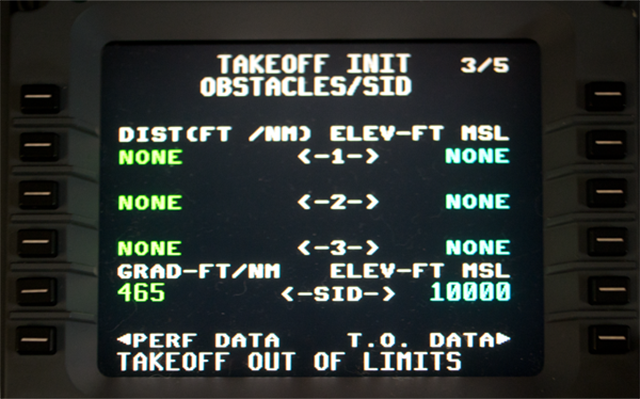 TAKEOFF INIT 3/5
OBSTACLES/SID
DIST(FT /NM) ELEV-FT MSL
NONE <-1-> NONE
NONE <-2-> NONE
NONE <-3-> NONE
GRAD-FT/NM ELEV-FT MSL
465 <-SID-> 10000
◀PERF DATA T.O. DATA▶
TAKEOFF OUT OF LIMITS